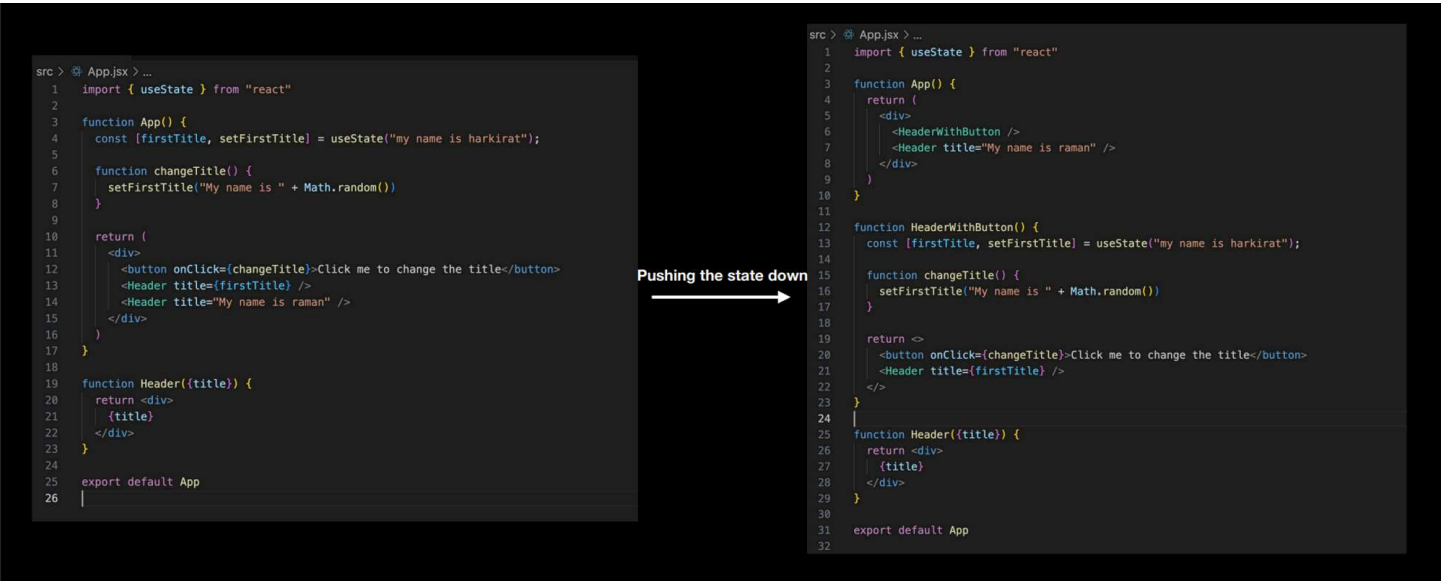 src > App.jsx > ...
1 import { useState } from "react"
2
3 function App() {
4 const [firstTitle, setFirstTitle] = useState("my name is harkirat");
5
6 function changeTitle() {
7 setFirstTitle("My name is " + Math.random())
8 }
9
10 return (
11 <div>
12 <button onClick={changeTitle}>Click me to change the title</button>
13 <Header title={firstTitle} />
14 <Header title="My name is raman" />
15 </div>
16 )
17 }
18
19 function Header({title}) {
20 return <div>
21 {title}
22 </div>
23 }
24
25 export default App
26
Pushing the state down
src > App.jsx > ...
1 import { useState } from "react"
2
3 function App() {
4 return (
5 <div>
6 <HeaderWithButton />
7 <Header title="My name is raman" />
8 </div>
9 )
10 }
11
12 function HeaderWithButton() {
13 const [firstTitle, setFirstTitle] = useState("my name is harkirat");
14
15 function changeTitle() {
16 setFirstTitle("My name is " + Math.random())
17 }
18
19 return <>
20 <button onClick={changeTitle}>Click me to change the title</button>
21 <Header title={firstTitle} />
22 </>
23 }
24
25 function Header({title}) {
26 return <div>
27 {title}
28 </div>
29 }
30
31 export default App
32